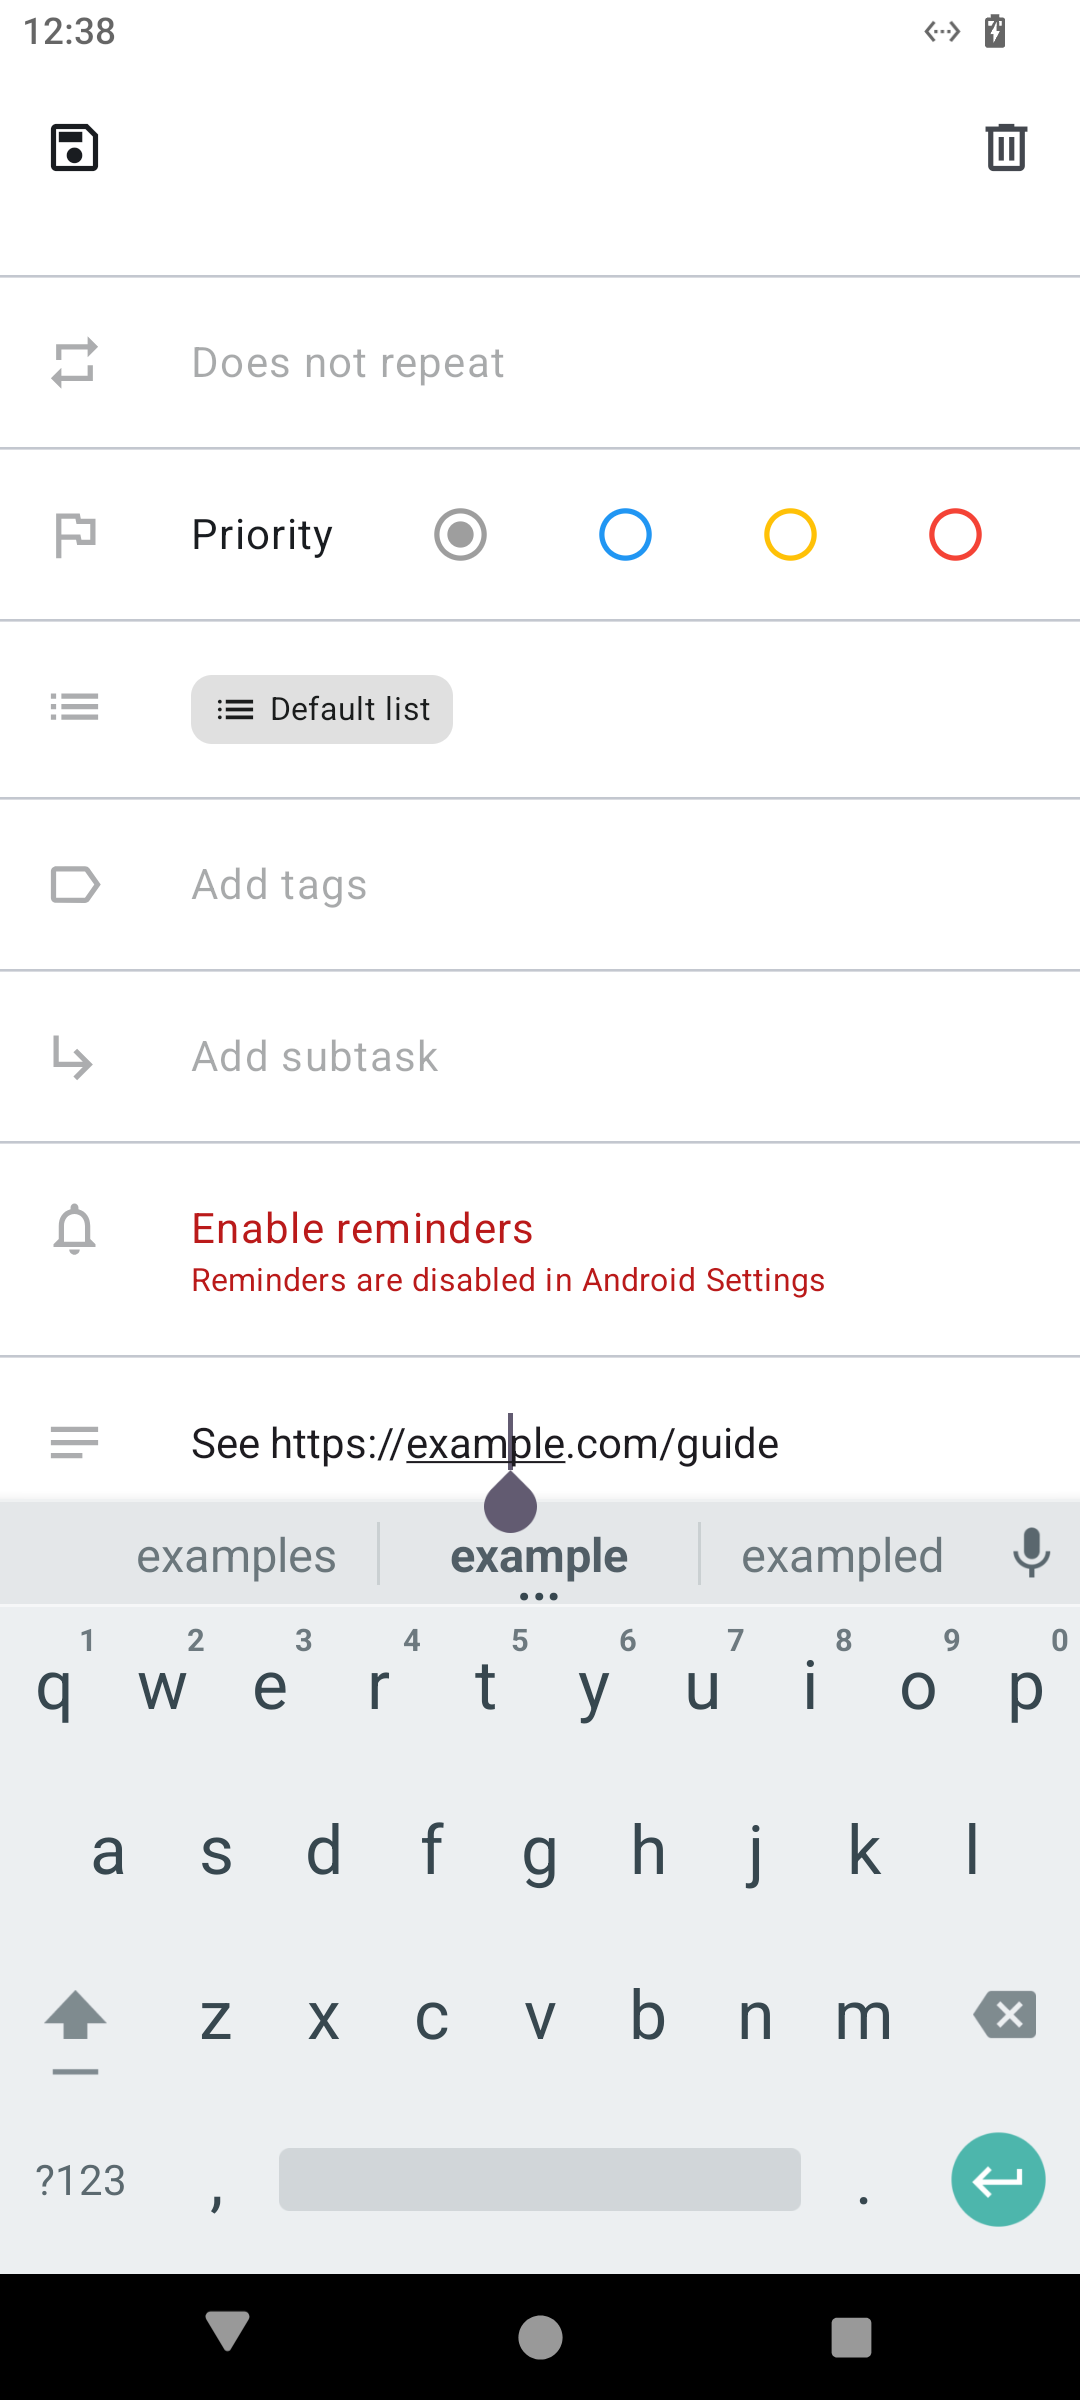 12:38
Does not repeat
Priority
Default list
Add tags
Add subtask
Enable reminders
Reminders are disabled in Android Settings
See https://example.com/guide
examples example exampled
1 2 3 4 5 6 7 8 9 0
q w e r t y u i o p
a s d f g h j k l
z x c v b n m
?123 , .